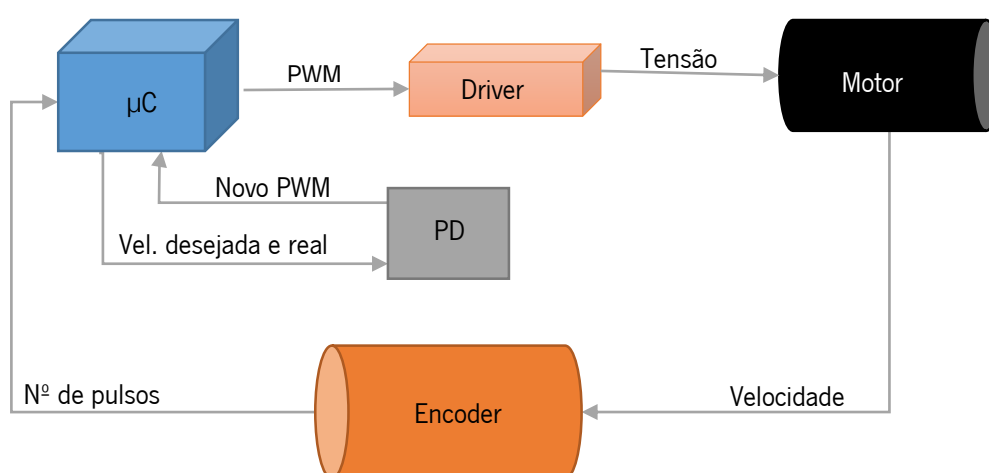 PWM
Tensão
µC
Driver
Motor
Novo PWM
PD
Vel. desejada e real
Nº de pulsos
Encoder
Velocidade